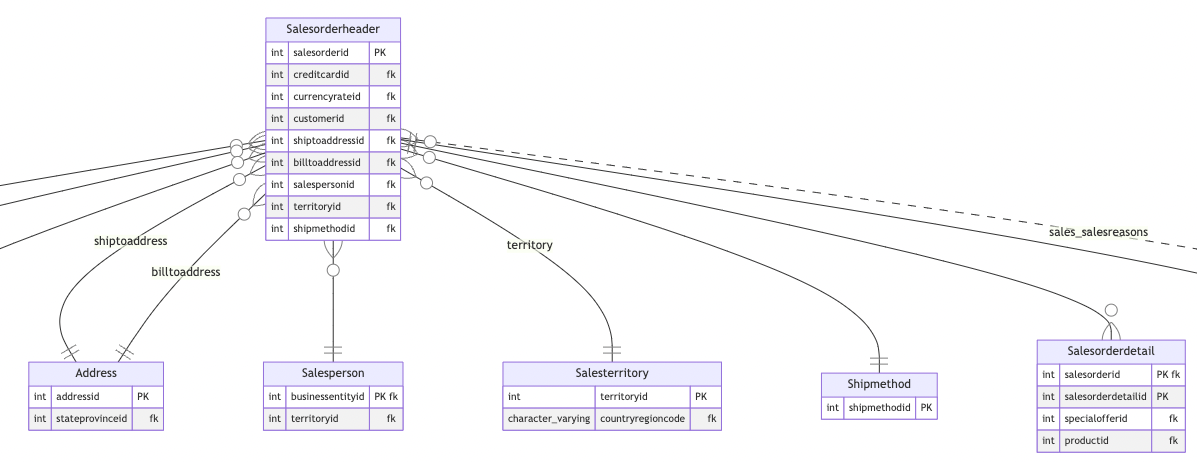 Salesorderheader
int salesorderid PK
int creditcardid fk
int currencyrateid fk
int customerid fk
int shiptoaddressid fk
int billtoaddressid fk
int salespersonid fk
int territoryid fk
int shipmethodid fk
sales_salesreasons
shiptoaddress
territory
billtoaddress
Salesorderdetail
int salesorderid PK fk
int salesorderdetailid PK
int specialofferid fk
int productid fk
Address
int addressid PK
int stateprovinceid fk
Salesperson
int businessentityid PK fk
int territoryid fk
Salesterritory
int territoryid PK
character_varying countryregioncode fk
Shipmethod
int shipmethodid PK